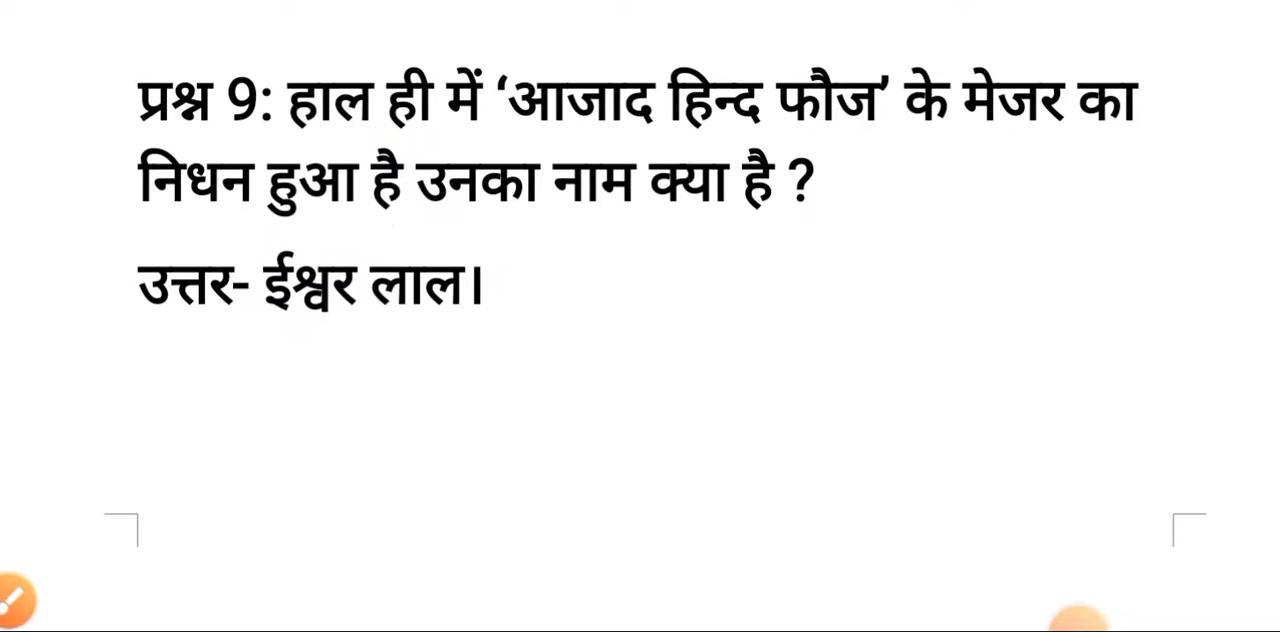 प्रश्न 9: हाल ही में ‘आजाद हिन्द फौज’ के मेजर का
निधन हुआ है उनका नाम क्या है ?
उत्तर- ईश्वर लाल।